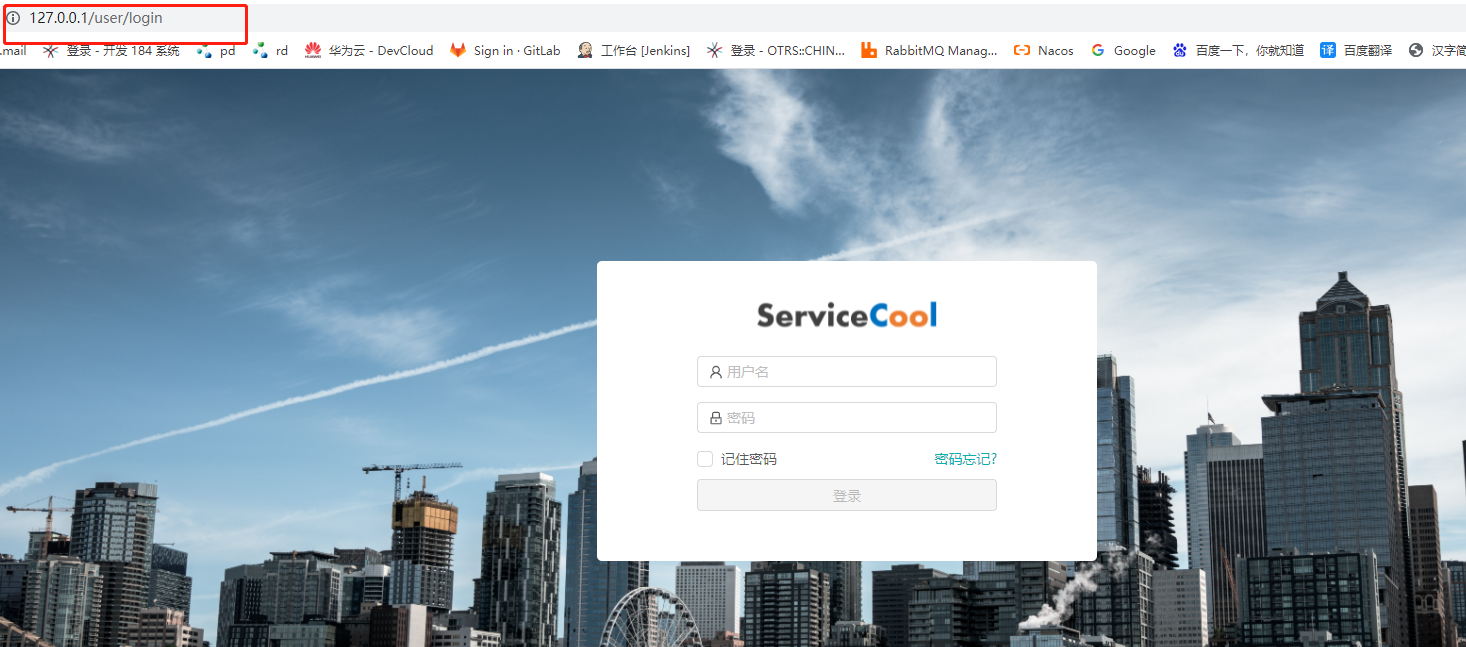 127.0.0.1/user/login
.mail 登录 - 开发 184 系统 pd rd 华为云 - DevCloud Sign in · GitLab 工作台 [Jenkins] 登录 - OTRS::CHIN... RabbitMQ Manag... Nacos Google 百度一下，你就知道 译 百度翻译 汉字简
HUAWEI
ServiceCool
用户名
密码
记住密码 密码忘记?
登录